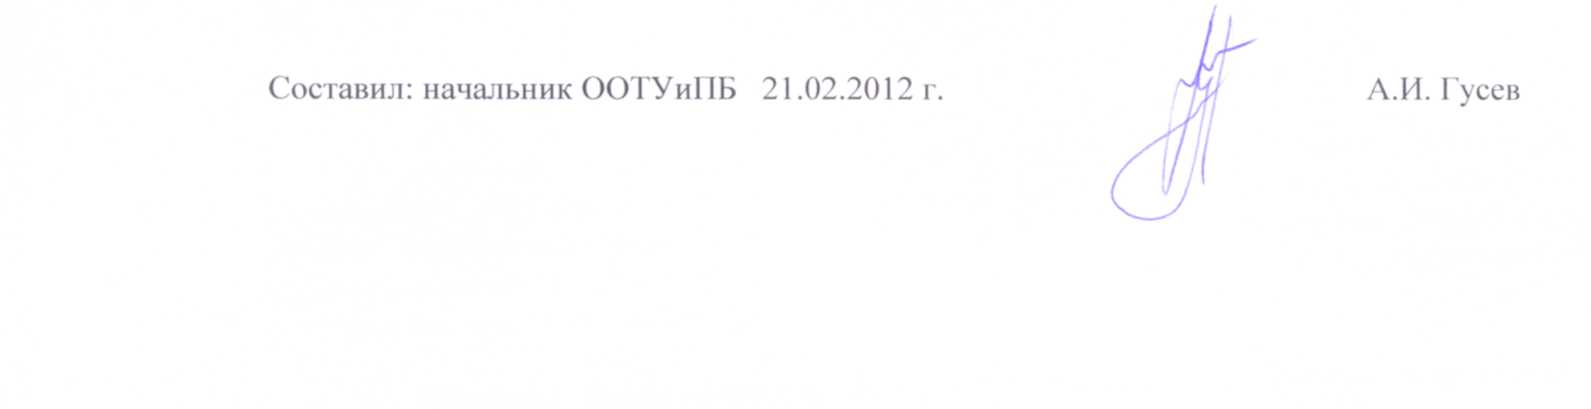 Составил: начальник ООТУиПБ 21.02.2012 г. А.И. Гусев